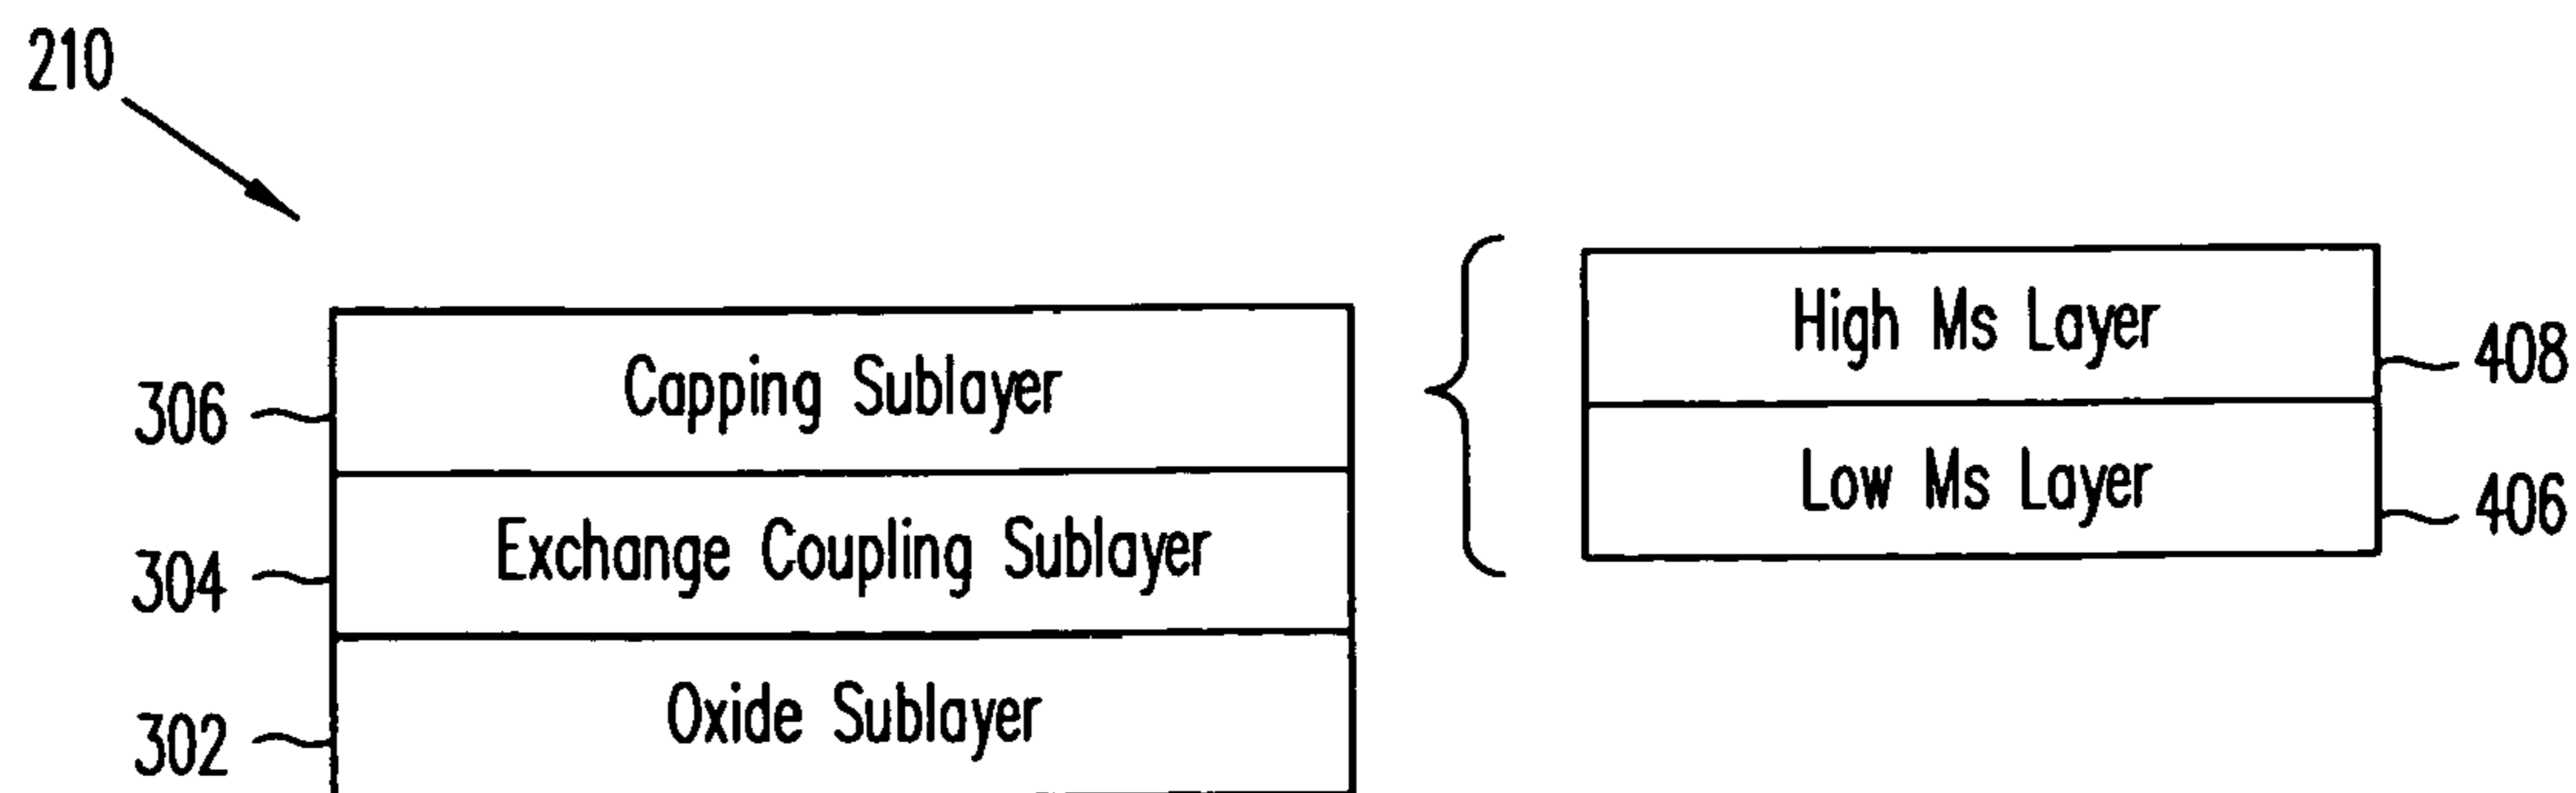 210
306
Capping Sublayer
304
Exchange Coupling Sublayer
302
Oxide Sublayer
High Ms Layer
408
Low Ms Layer
406